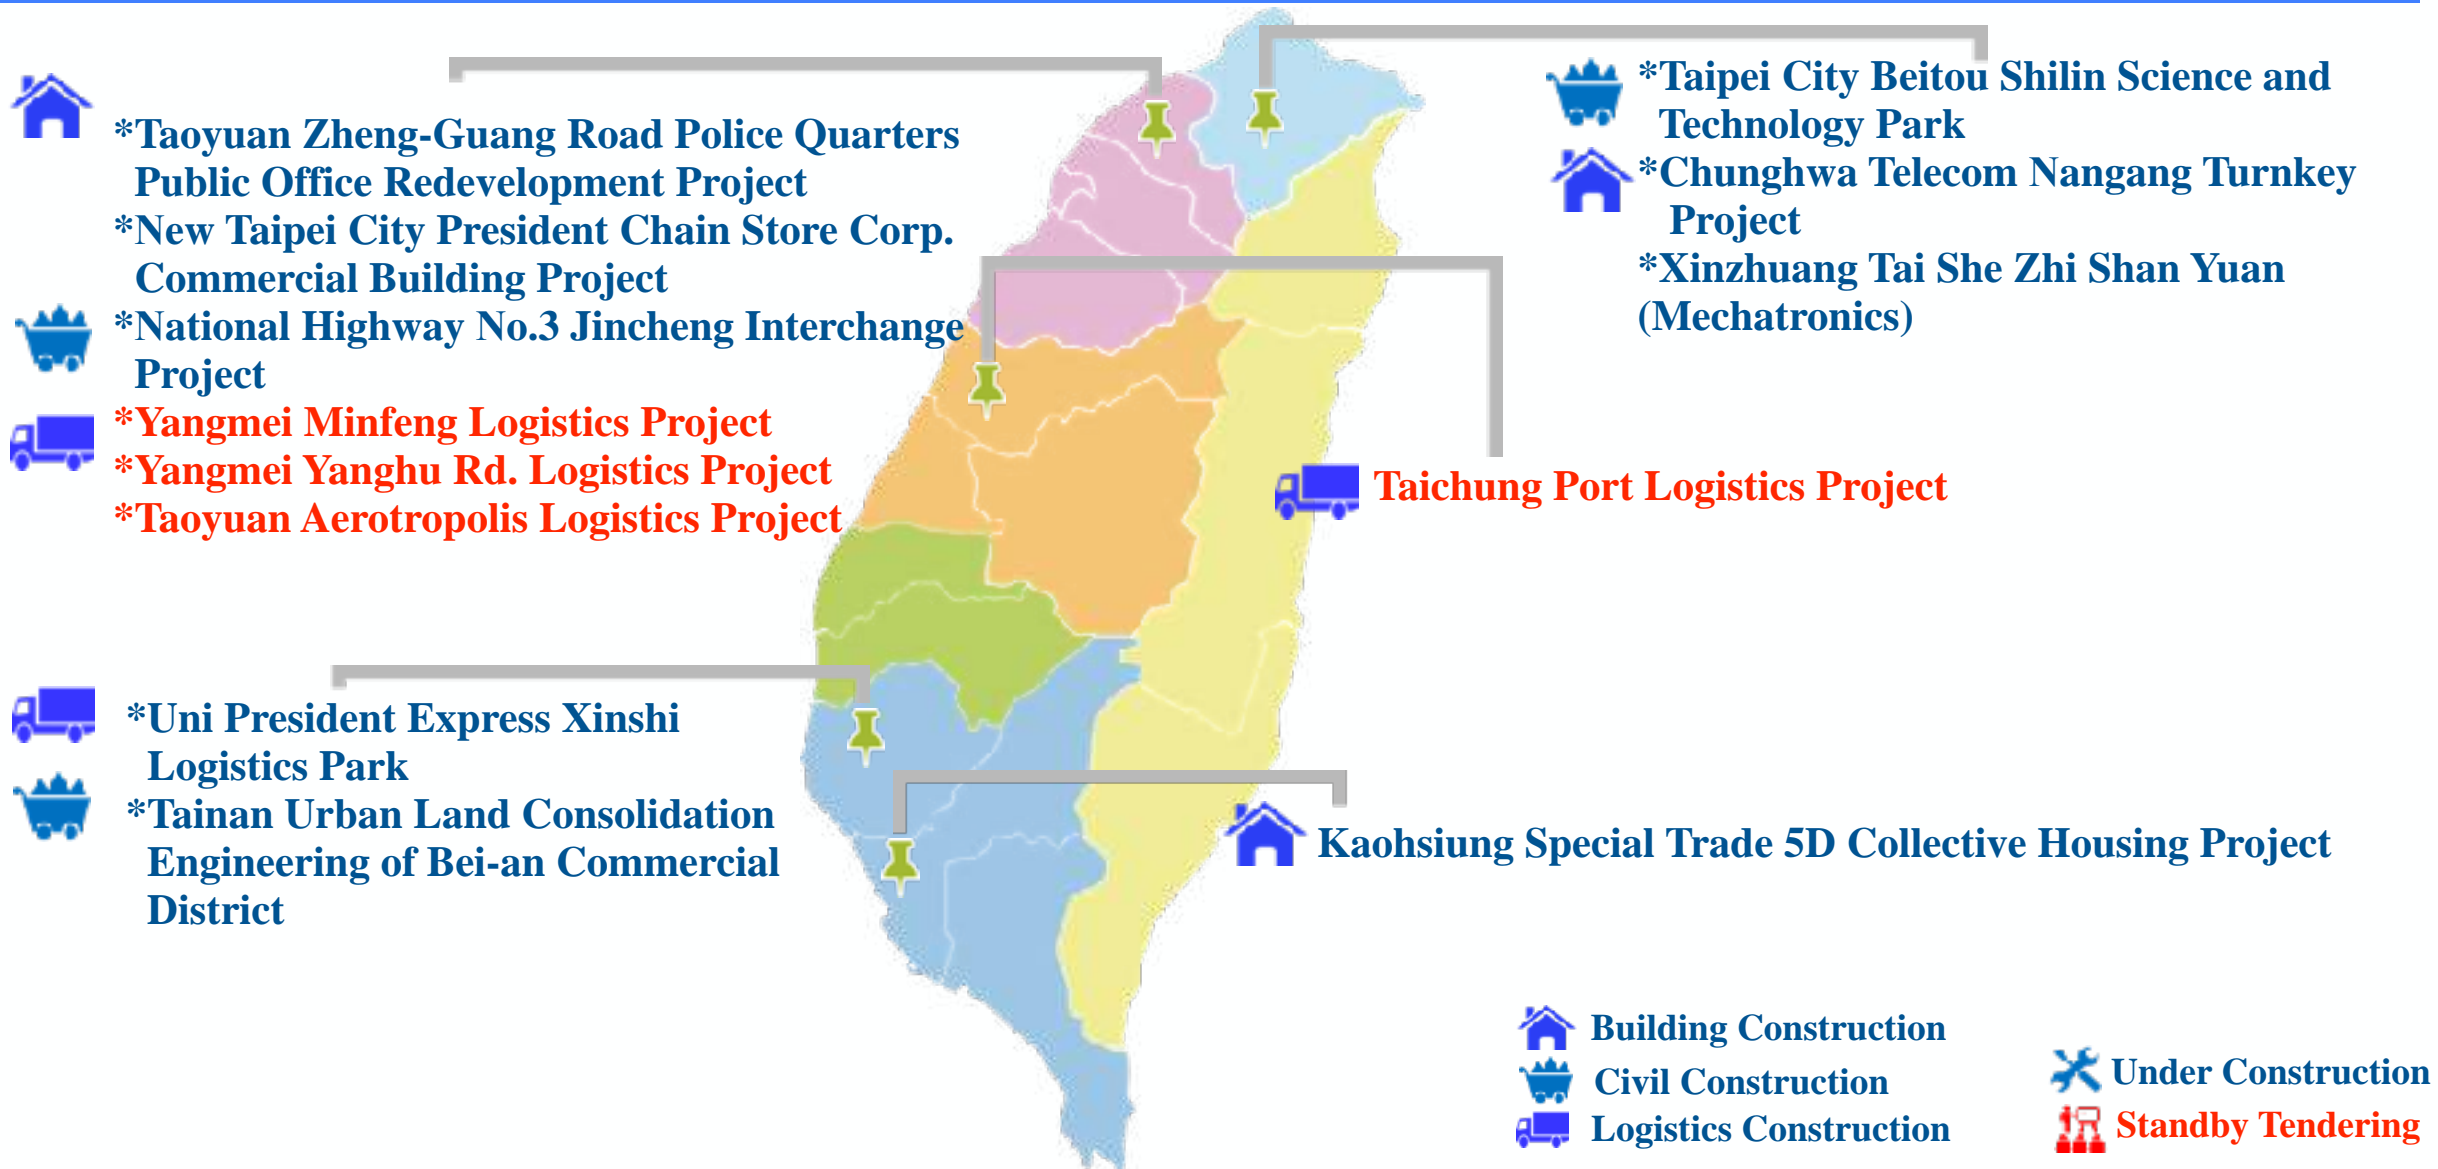 *Taoyuan Zheng-Guang Road Police Quarters
Public Office Redevelopment Project
*New Taipei City President Chain Store Corp.
Commercial Building Project
*National Highway No.3 Jincheng Interchange
Project
*Yangmei Minfeng Logistics Project
*Yangmei Yanghu Rd. Logistics Project
*Taoyuan Aerotropolis Logistics Project
*Taipei City Beitou Shilin Science and
Technology Park
*Chunghwa Telecom Nangang Turnkey
Project
*Xinzhuang Tai She Zhi Shan Yuan
(Mechatronics)
Taichung Port Logistics Project
*Uni President Express Xinshi
Logistics Park
*Tainan Urban Land Consolidation
Engineering of Bei-an Commercial
District
Kaohsiung Special Trade 5D Collective Housing Project
Building Construction
Civil Construction
Logistics Construction
Under Construction
Standby Tendering